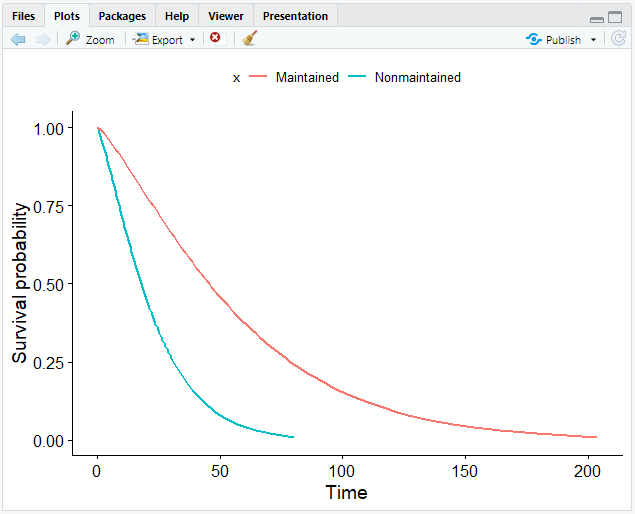 Files Plots Packages Help Viewer Presentation
Zoom Export Publish
x Maintained Nonmaintained
1.00
0.75
0.50
0.25
0.00
Survival probability
0 50 100 150 200
Time